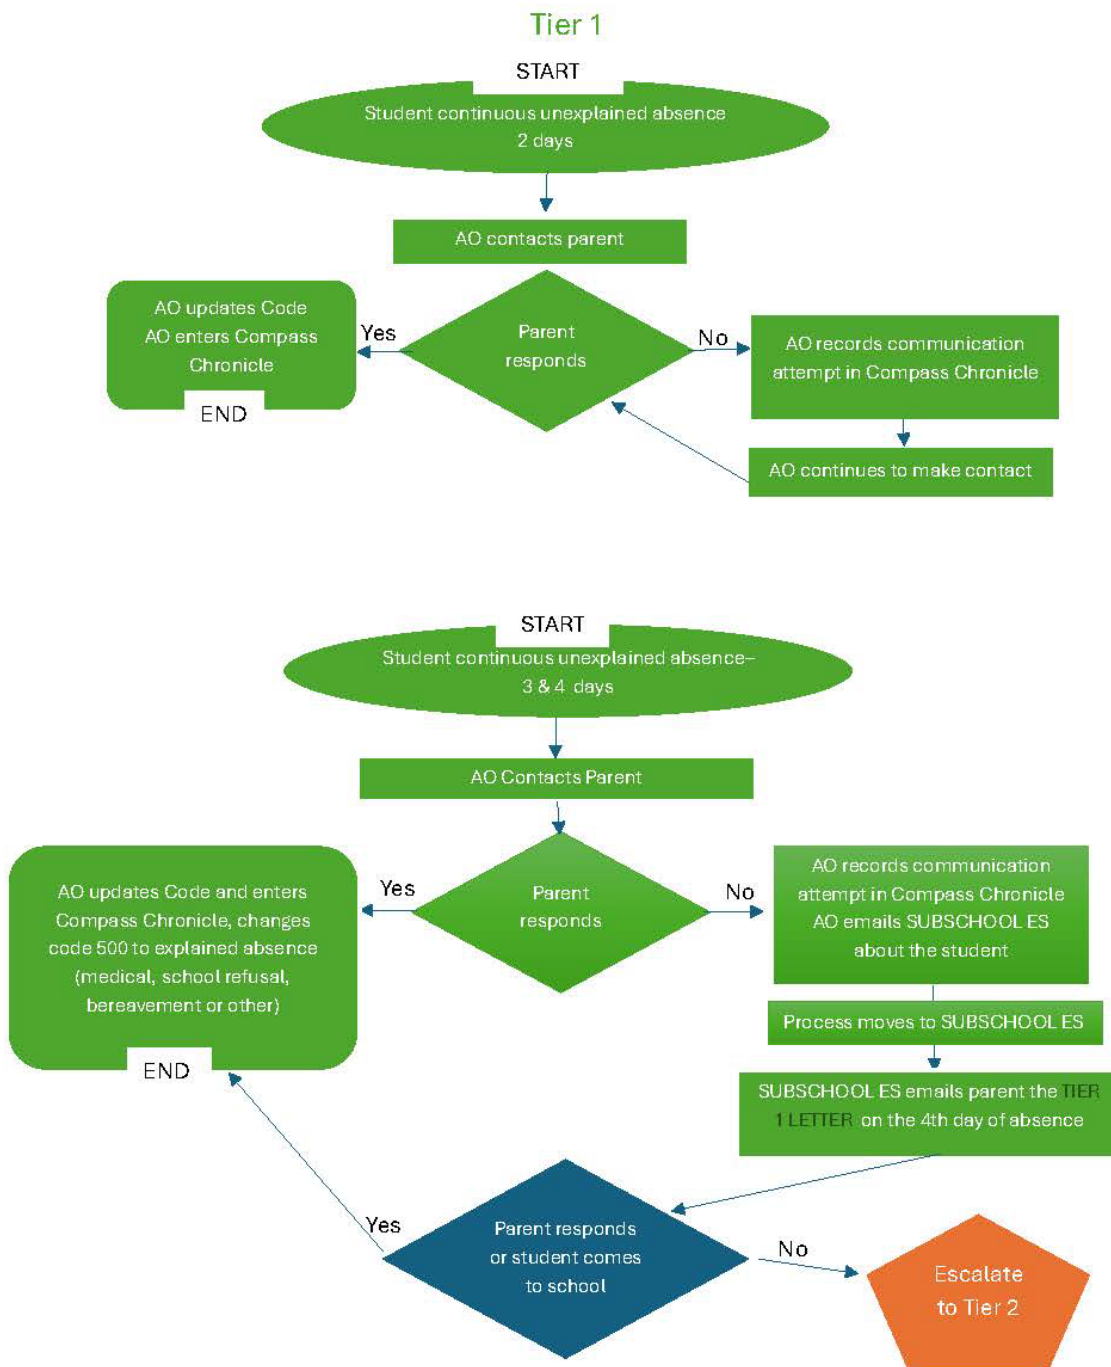 Tier 1
START
Student continuous unexplained absence
2 days
AO contacts parent
AO updates Code
AO enters Compass
Chronicle
END
Yes
Parent
responds
No
AO records communication
attempt in Compass Chronicle
AO continues to make contact
START
Student continuous unexplained absence–
3 & 4 days
AO Contacts Parent
AO updates Code and enters
Compass Chronicle, changes
code 500 to explained absence
(medical, school refusal,
bereavement or other)
END
Yes
Parent
responds
No
AO records communication
attempt in Compass Chronicle
AO emails SUBSCHOOL ES
about the student
Process moves to SUBSCHOOL ES
SUBSCHOOL ES emails parent the TIER
1 LETTER on the 4th day of absence
Yes
Parent responds
or student comes
to school
No
Escalate
to Tier 2